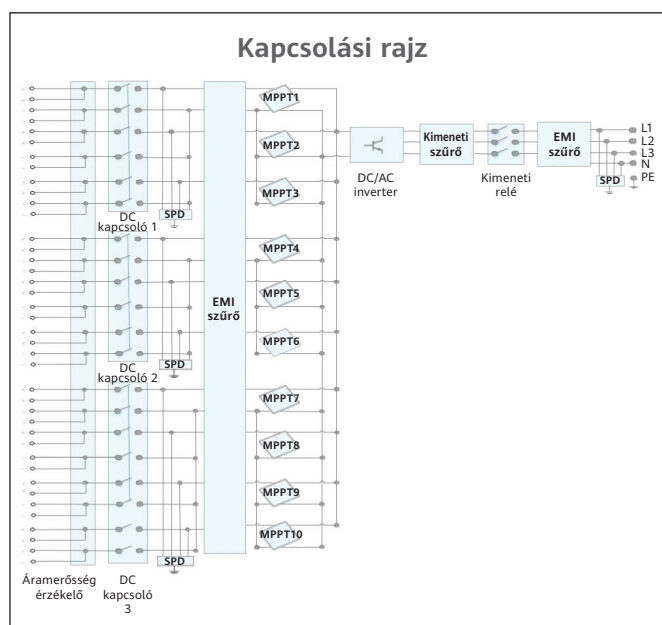 Kapcsolási rajz
MPPT1
MPPT2
MPPT3
MPPT4
MPPT5
MPPT6
MPPT7
MPPT8
MPPT9
MPPT10
EMI
szűrő
DC/AC
inverter
Kimeneti
szűrő
Kimeneti
relé
EMI
szűrő
L1
L2
L3
N
PE
SPD
SPD
DC
kapcsoló 1
SPD
DC
kapcsoló 2
SPD
Áramerősség
érzékelő
DC
kapcsoló
3